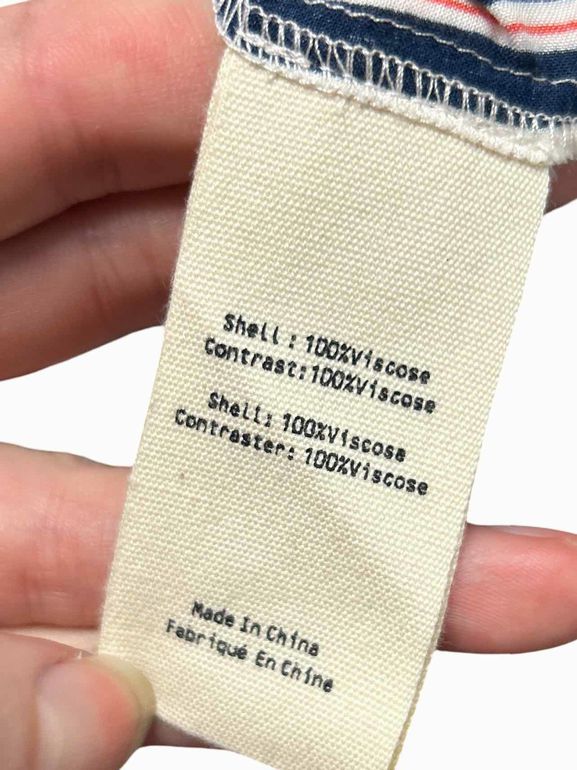 Shell: 100%Viscose
Contrast:100%Viscose
Shell: 100%Viscose
Contraster: 100%Viscose
Made In China
Fabriqué En Chine